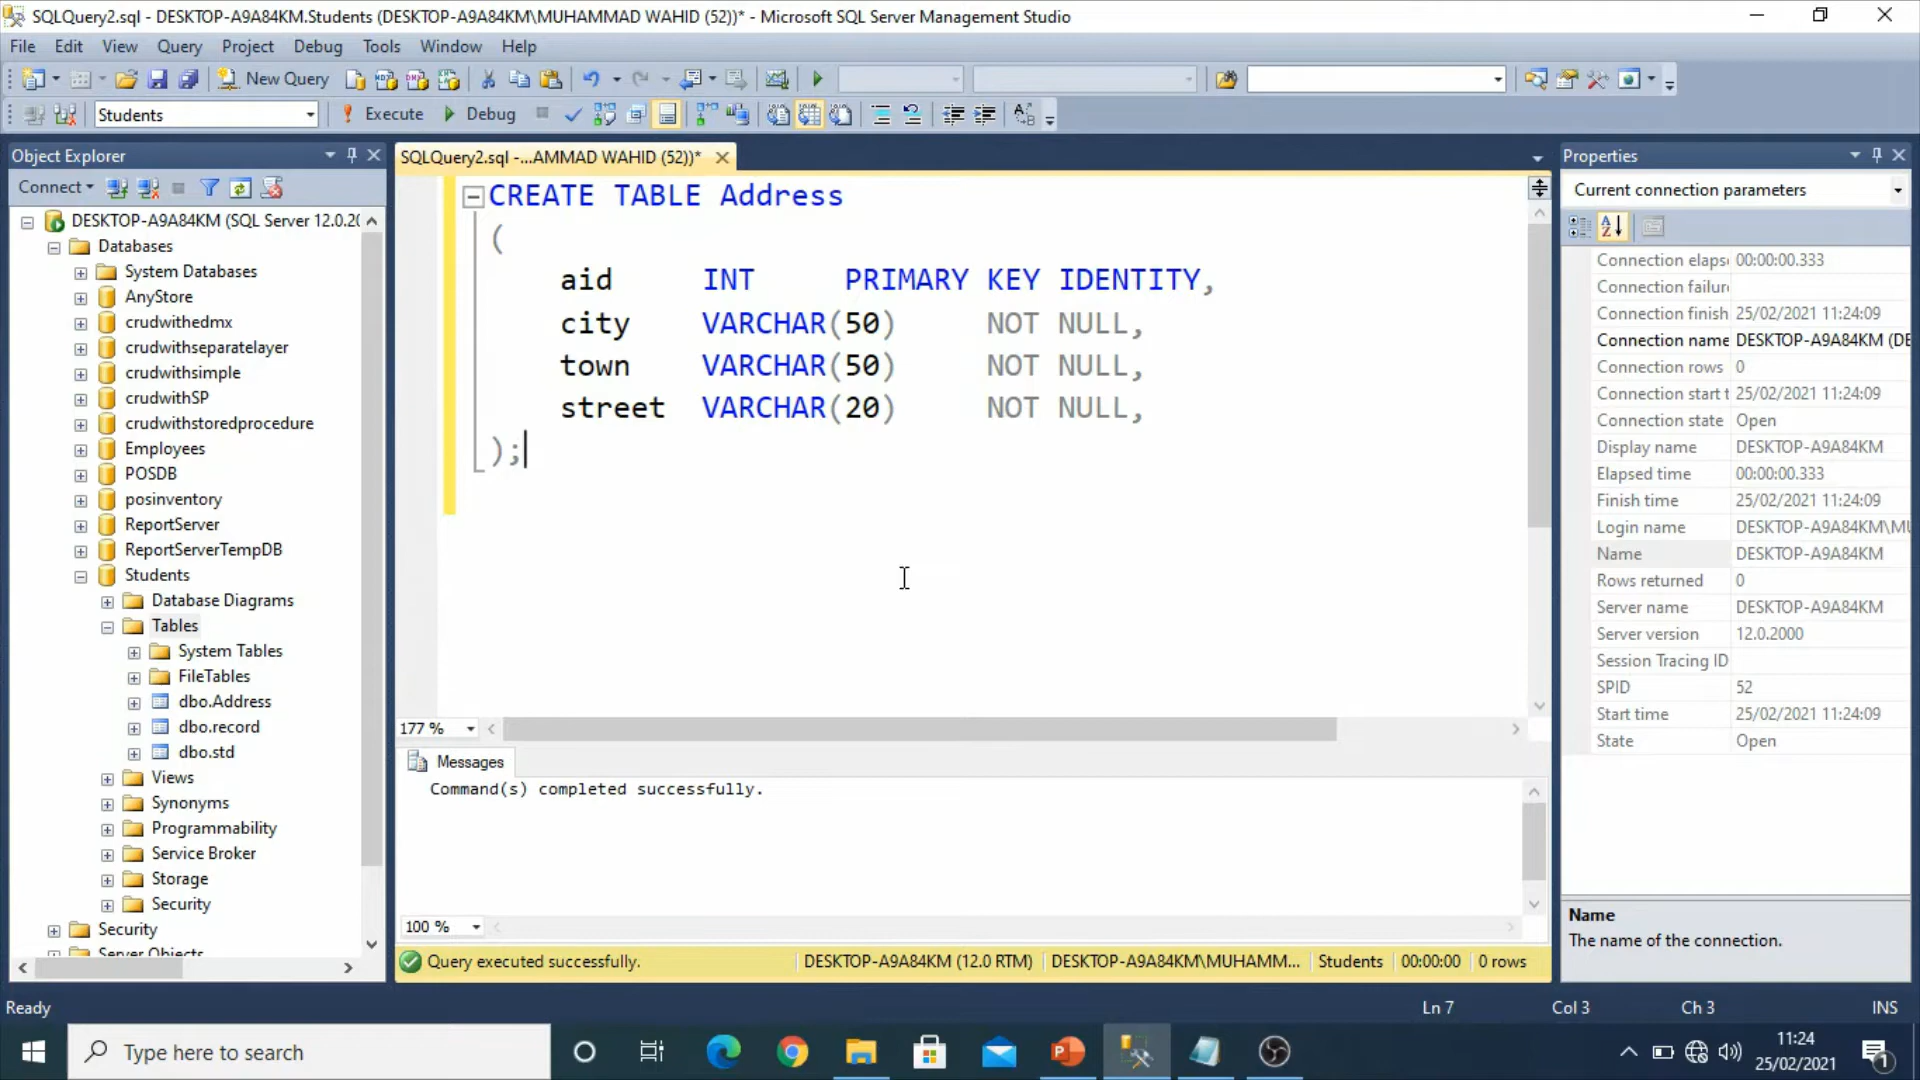 SQLQuery2.sql - DESKTOP-A9A84KM.Students (DESKTOP-A9A84KM\MUHAMMAD WAHID (52))* - Microsoft SQL Server Management Studio
File Edit View Query Project Debug Tools Window Help
New Query
Students Execute Debug
Object Explorer
Connect
DESKTOP-A9A84KM (SQL Server 12.0.20
Databases
System Databases
AnyStore
crudwithedmx
crudwithseparatelayer
crudwithsimple
crudwithSP
crudwithstoredprocedure
Employees
POSDB
posinventory
ReportServer
ReportServerTempDB
Students
Database Diagrams
Tables
System Tables
FileTables
dbo.Address
dbo.record
dbo.std
Views
Synonyms
Programmability
Service Broker
Storage
Security
Security
Server Objects
SQLQuery2.sql -...AMMAD WAHID (52))*
CREATE TABLE Address
(
aid INT PRIMARY KEY IDENTITY,
city VARCHAR(50) NOT NULL,
town VARCHAR(50) NOT NULL,
street VARCHAR(20) NOT NULL,
);
177 %
Messages
Command(s) completed successfully.
100 %
Query executed successfully. DESKTOP-A9A84KM (12.0 RTM) DESKTOP-A9A84KM\MUHAMM... Students 00:00:00 0 rows
Properties
Current connection parameters
Connection elaps 00:00:00.333
Connection failur
Connection finish 25/02/2021 11:24:09
Connection name DESKTOP-A9A84KM (DE
Connection rows 0
Connection start t 25/02/2021 11:24:09
Connection state Open
Display name DESKTOP-A9A84KM
Elapsed time 00:00:00.333
Finish time 25/02/2021 11:24:09
Login name DESKTOP-A9A84KM\MU
Name DESKTOP-A9A84KM
Rows returned 0
Server name DESKTOP-A9A84KM
Server version 12.0.2000
Session Tracing ID
SPID 52
Start time 25/02/2021 11:24:09
State Open
Name
The name of the connection.
Ready Ln 7 Col 3 Ch 3 INS
Type here to search
11:24
25/02/2021
1